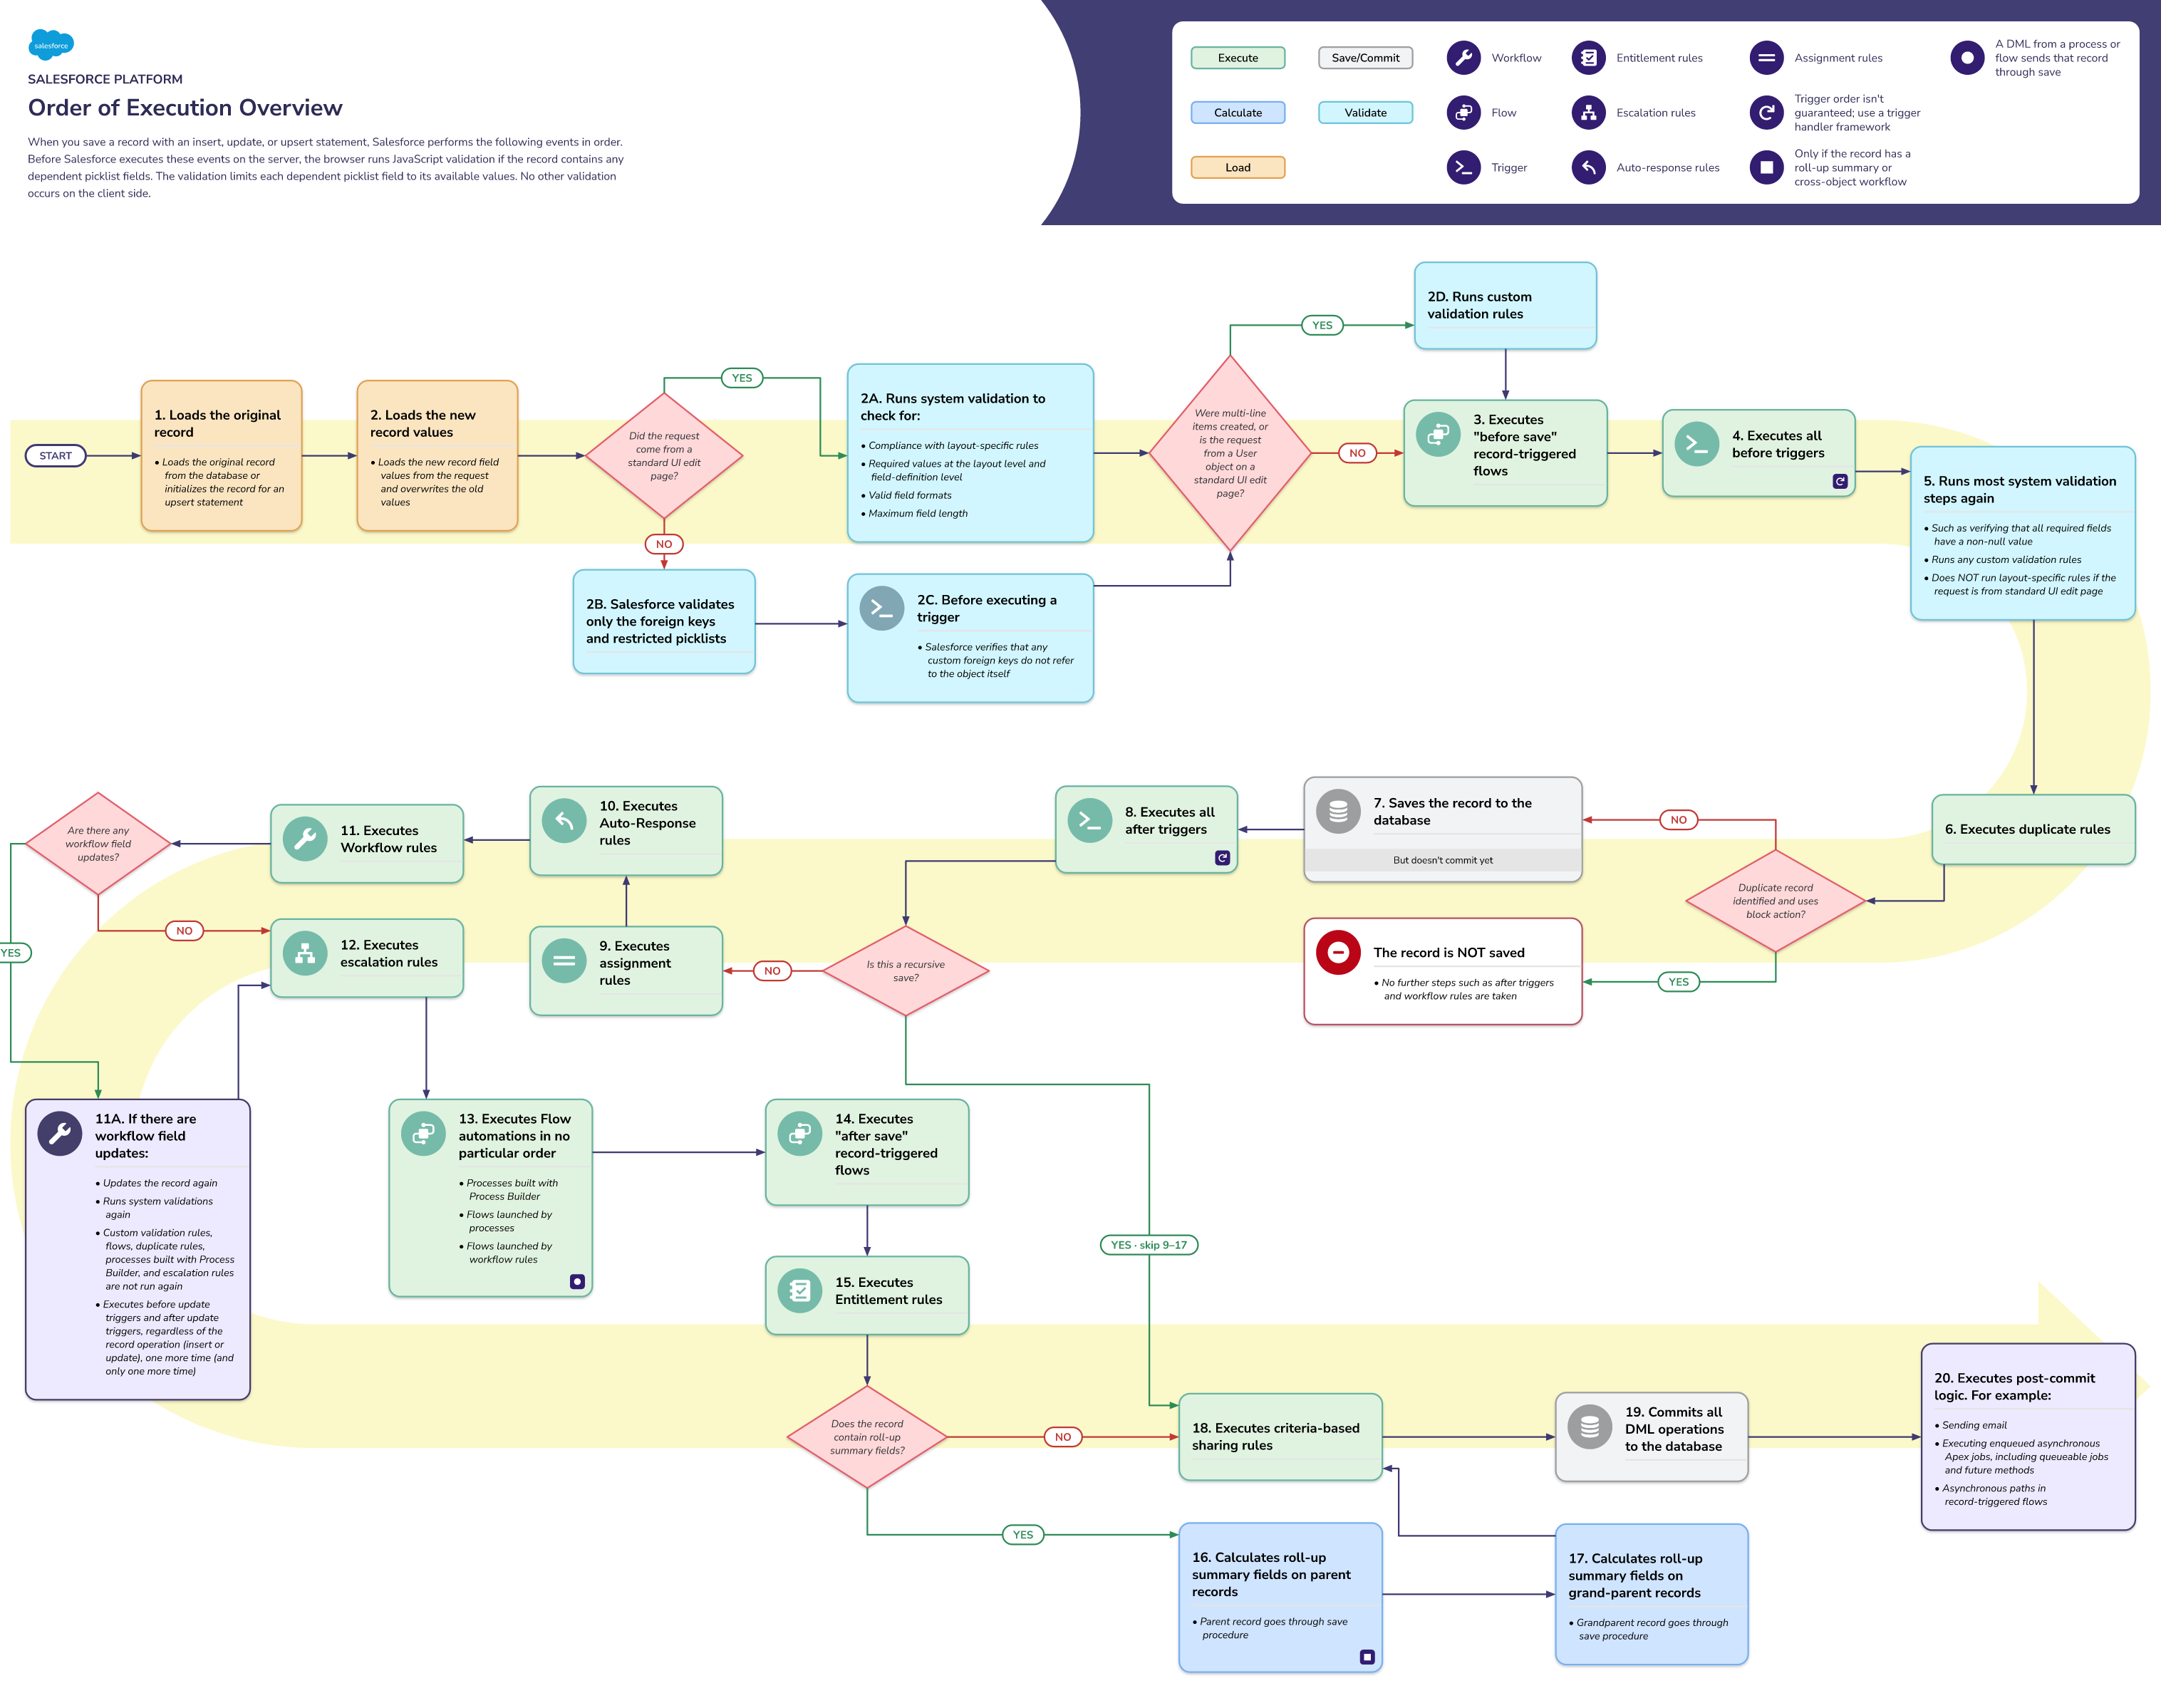 salesforce
SALESFORCE PLATFORM
Order of Execution Overview
When you save a record with an insert, update, or upsert statement, Salesforce performs the following events in order.
Before Salesforce executes these events on the server, the browser runs JavaScript validation if the record contains any
dependent picklist fields. The validation limits each dependent picklist field to its available values. No other validation
occurs on the client side.
Execute
Save/Commit
Calculate
Validate
Load
Workflow
Flow
Trigger
Entitlement rules
Escalation rules
Auto-response rules
Assignment rules
Trigger order isn't
guaranteed; use a trigger
handler framework
Only if the record has a
roll-up summary or
cross-object workflow
A DML from a process or
flow sends that record
through save
START
1. Loads the original
record
• Loads the original record
from the database or
initializes the record for an
upsert statement
2. Loads the new
record values
• Loads the new record field
values from the request
and overwrites the old
values
Did the request
come from a
standard UI edit
page?
YES
NO
2A. Runs system validation to
check for:
• Compliance with layout-specific rules
• Required values at the layout level and
field-definition level
• Valid field formats
• Maximum field length
2B. Salesforce validates
only the foreign keys
and restricted picklists
2C. Before executing a
trigger
• Salesforce verifies that any
custom foreign keys do not refer
to the object itself
Were multi-line
items created, or
is the request
from a User
object on a
standard UI edit
page?
YES
NO
2D. Runs custom
validation rules
3. Executes
"before save"
record-triggered
flows
4. Executes all
before triggers
5. Runs most system validation
steps again
• Such as verifying that all required fields
have a non-null value
• Runs any custom validation rules
• Does NOT run layout-specific rules if the
request is from standard UI edit page
6. Executes duplicate rules
Duplicate record
identified and uses
block action?
NO
YES
7. Saves the record to the
database
But doesn't commit yet
The record is NOT saved
• No further steps such as after triggers
and workflow rules are taken
8. Executes all
after triggers
Is this a recursive
save?
NO
YES · skip 9–17
9. Executes
assignment
rules
10. Executes
Auto-Response
rules
11. Executes
Workflow rules
Are there any
workflow field
updates?
NO
YES
11A. If there are
workflow field
updates:
• Updates the record again
• Runs system validations
again
• Custom validation rules,
flows, duplicate rules,
processes built with Process
Builder, and escalation rules
are not run again
• Executes before update
triggers and after update
triggers, regardless of the
record operation (insert or
update), one more time (and
only one more time)
12. Executes
escalation rules
13. Executes Flow
automations in no
particular order
• Processes built with
Process Builder
• Flows launched by
processes
• Flows launched by
workflow rules
14. Executes
"after save"
record-triggered
flows
15. Executes
Entitlement rules
Does the record
contain roll-up
summary fields?
NO
YES
16. Calculates roll-up
summary fields on parent
records
• Parent record goes through save
procedure
17. Calculates roll-up
summary fields on
grand-parent records
• Grandparent record goes through
save procedure
18. Executes criteria-based
sharing rules
19. Commits all
DML operations
to the database
20. Executes post-commit
logic. For example:
• Sending email
• Executing enqueued asynchronous
Apex jobs, including queueable jobs
and future methods
• Asynchronous paths in
record-triggered flows